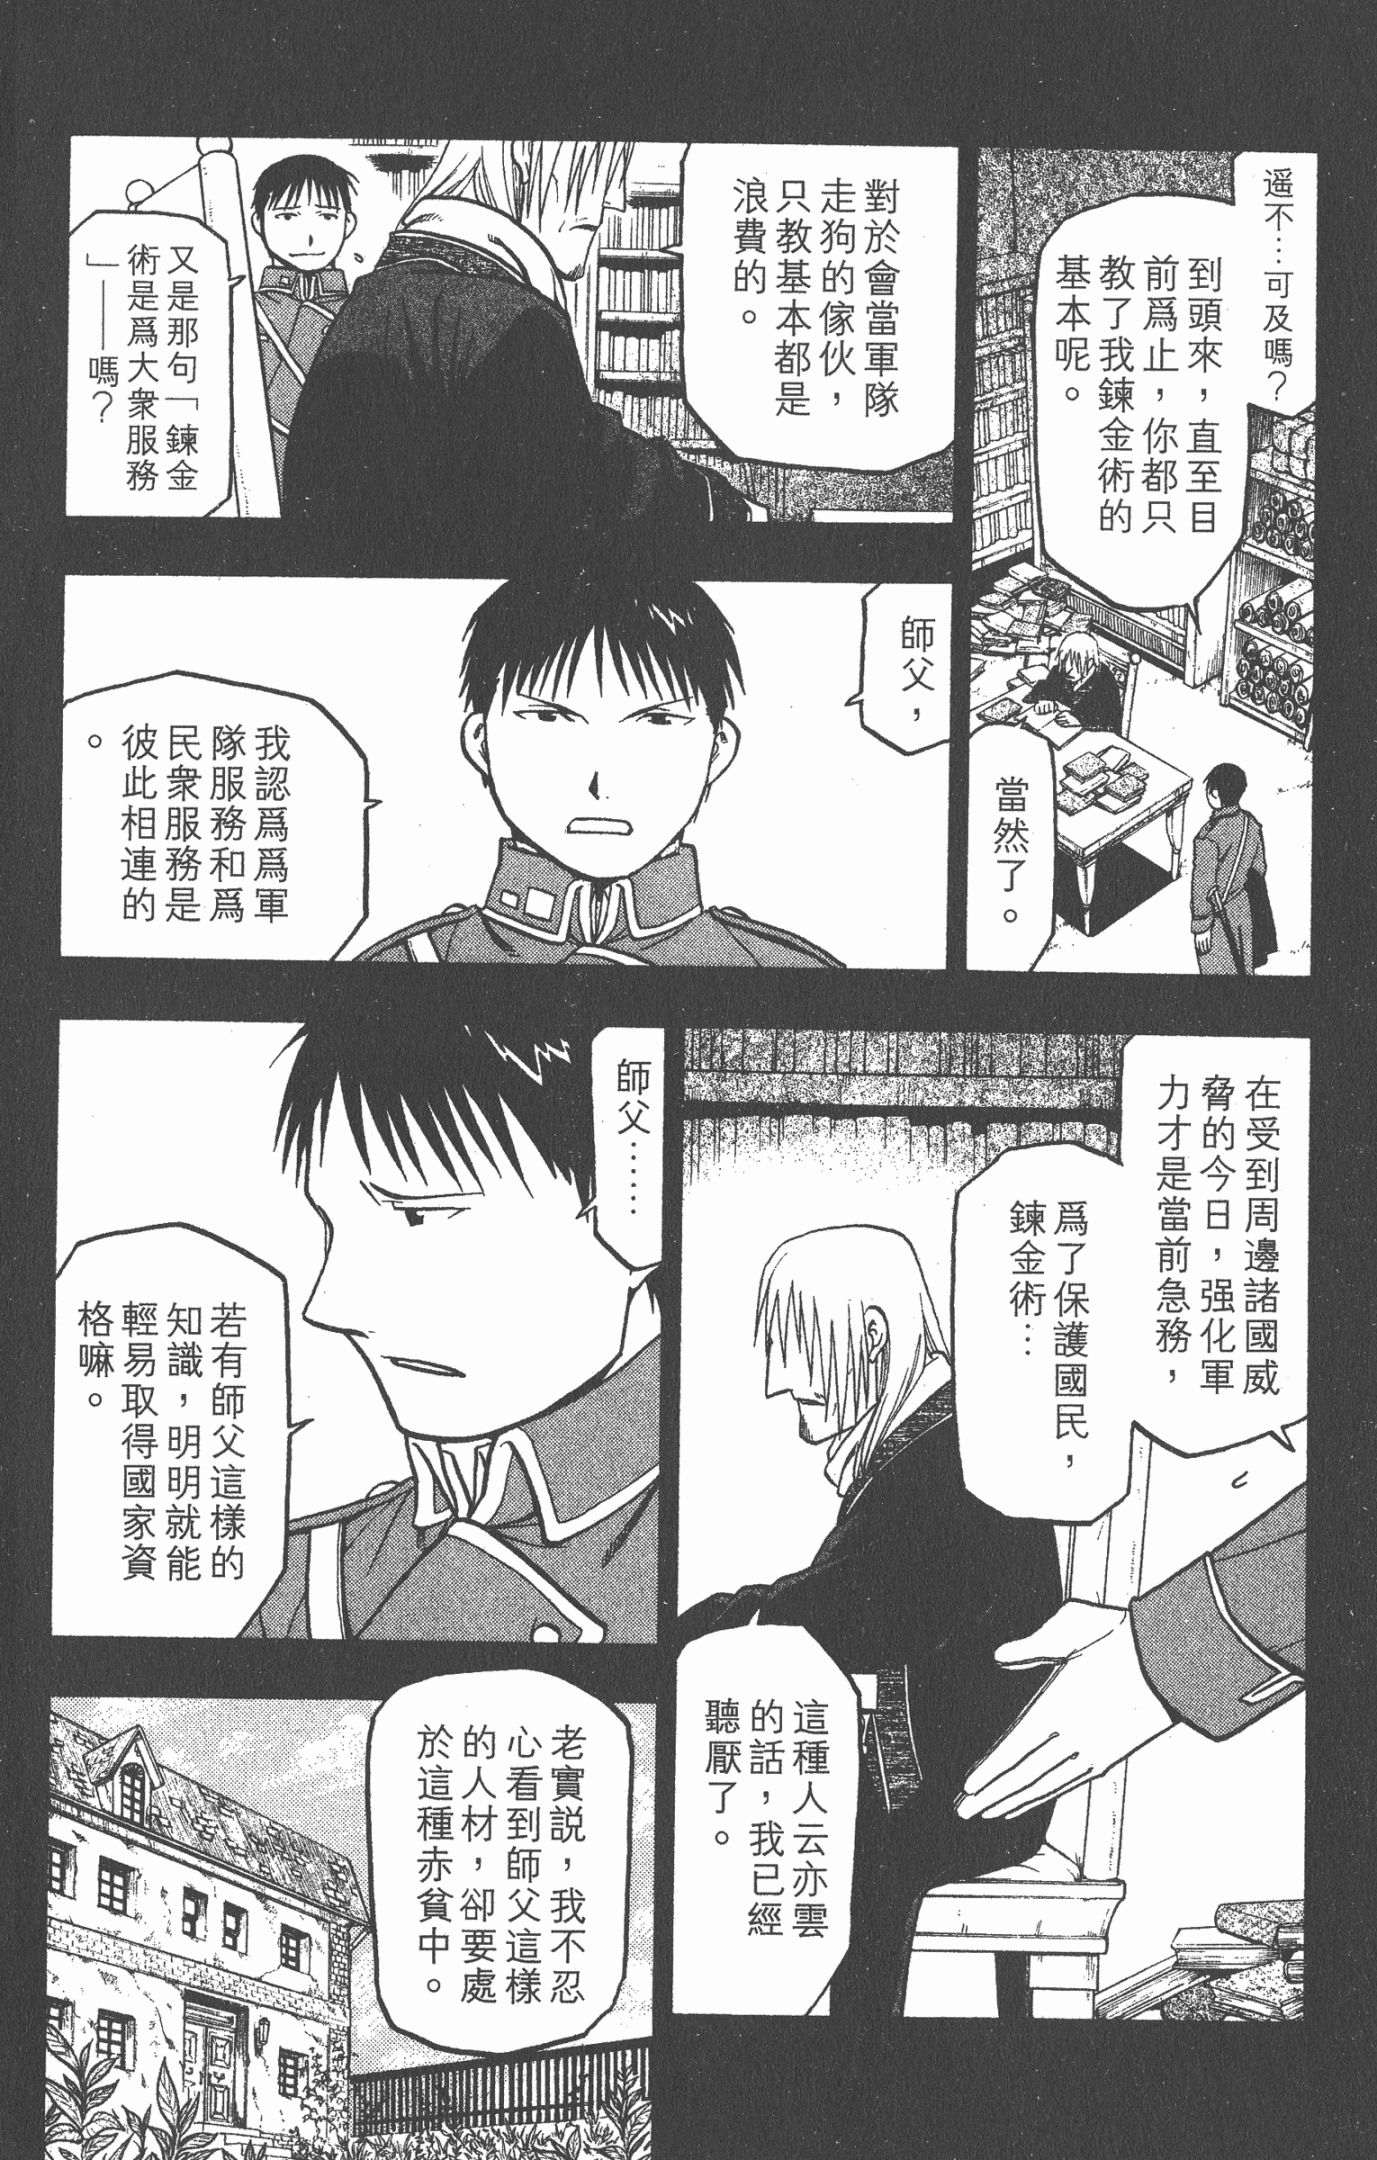 遥不…可及嗎？
到頭來，直至目
前爲止，你都只
教了我鍊金術的
基本呢。
當然了。
對於會當軍隊
走狗的傢伙，
只教基本都是
浪費的。
又是那句「鍊金
術是爲大衆服務
」——嗎？
師父，
我認爲爲軍
隊服務和爲
民衆服務是
彼此相連的
。
在受到周邊諸國威
脅的今日，强化軍
力才是當前急務，
爲了保護國民，
鍊金術…
這種人云亦雲
的話，我已經
聽厭了。
師父……
若有師父這樣的
知識，明明就能
輕易取得國家資
格嘛。
老實説，我不忍
心看到師父這樣
的人材，卻要處
於這種赤貧中。